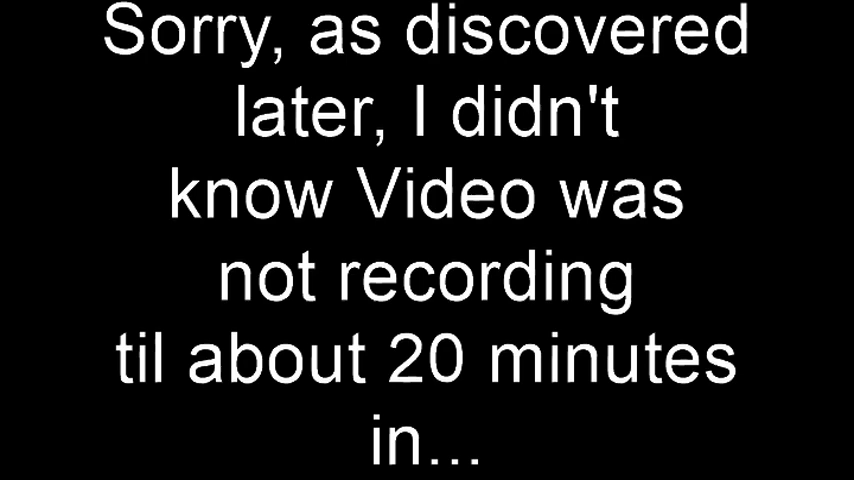 Sorry, as discovered
later, I didn't
know Video was
not recording
til about 20 minutes
in...